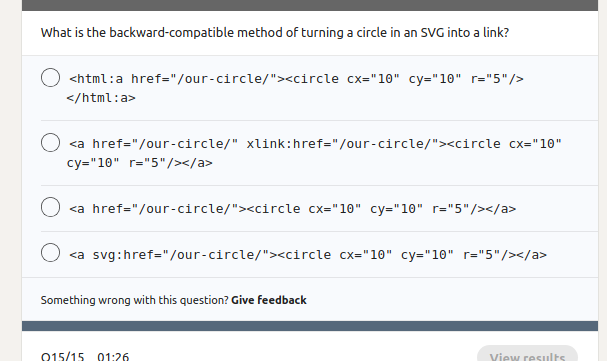 What is the backward-compatible method of turning a circle in an SVG into a link?
<html:a href="/our-circle/"><circle cx="10" cy="10" r="5"/>
</html:a>
<a href="/our-circle/" xlink:href="/our-circle/"><circle cx="10"
cy="10" r="5"/></a>
<a href="/our-circle/"><circle cx="10" cy="10" r="5"/></a>
<a svg:href="/our-circle/"><circle cx="10" cy="10" r="5"/></a>
Something wrong with this question? Give feedback
Q15/15 01:26 View results